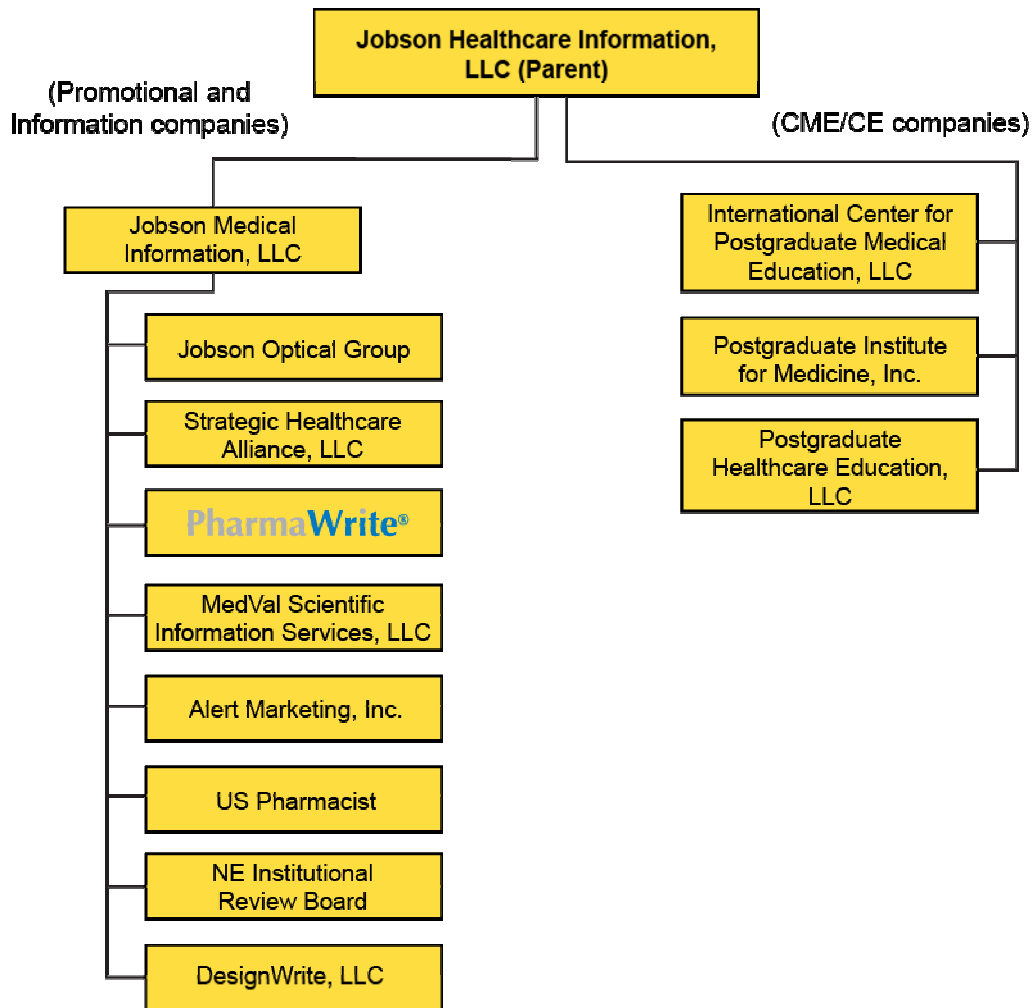 Jobson Healthcare Information,
LLC (Parent)
(Promotional and
Information companies)
(CME/CE companies)
Jobson Medical
Information, LLC
Jobson Optical Group
Strategic Healthcare
Alliance, LLC
PharmaWrite®
MedVal Scientific
Information Services, LLC
Alert Marketing, Inc.
US Pharmacist
NE Institutional
Review Board
DesignWrite, LLC
International Center for
Postgraduate Medical
Education, LLC
Postgraduate Institute
for Medicine, Inc.
Postgraduate
Healthcare Education,
LLC